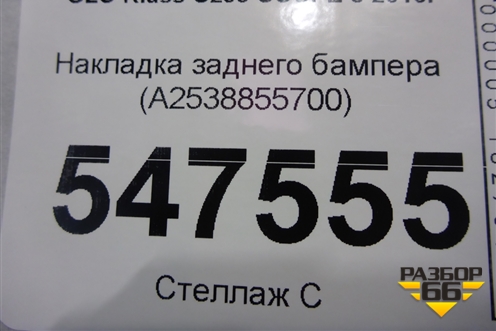 Накладка заднего бампера
(A2538855700)
547555
Стеллаж С
РАЗБОР
66